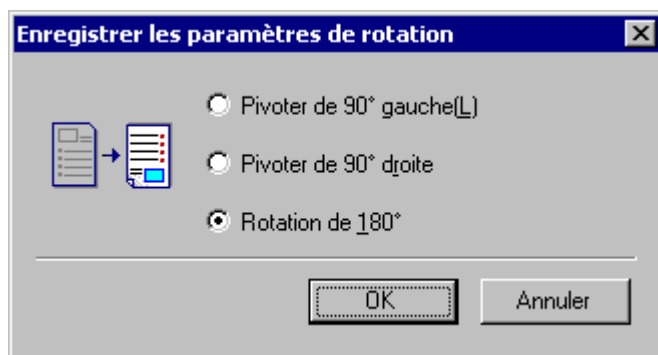 Enregistrer les paramètres de rotation
Pivoter de 90° gauche(L)
Pivoter de 90° droite
Rotation de 180°
OK
Annuler